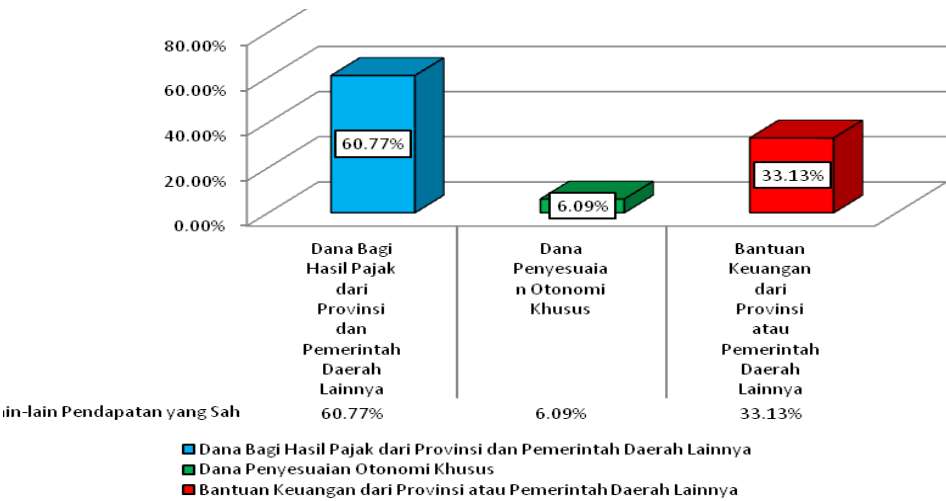 80.00%
60.00%
40.00%
20.00%
0.00%
60.77%
6.09%
33.13%
Dana Bagi
Hasil Pajak
dari
Provinsi
dan
Pemerintah
Daerah
Lainnya
Dana
Penyesuaia
n Otonomi
Khusus
Bantuan
Keuangan
dari
Provinsi
atau
Pemerintah
Daerah
Lainnya
in-lain Pendapatan yang Sah 60.77% 6.09% 33.13%
Dana Bagi Hasil Pajak dari Provinsi dan Pemerintah Daerah Lainnya
Dana Penyesuaian Otonomi Khusus
Bantuan Keuangan dari Provinsi atau Pemerintah Daerah Lainnya